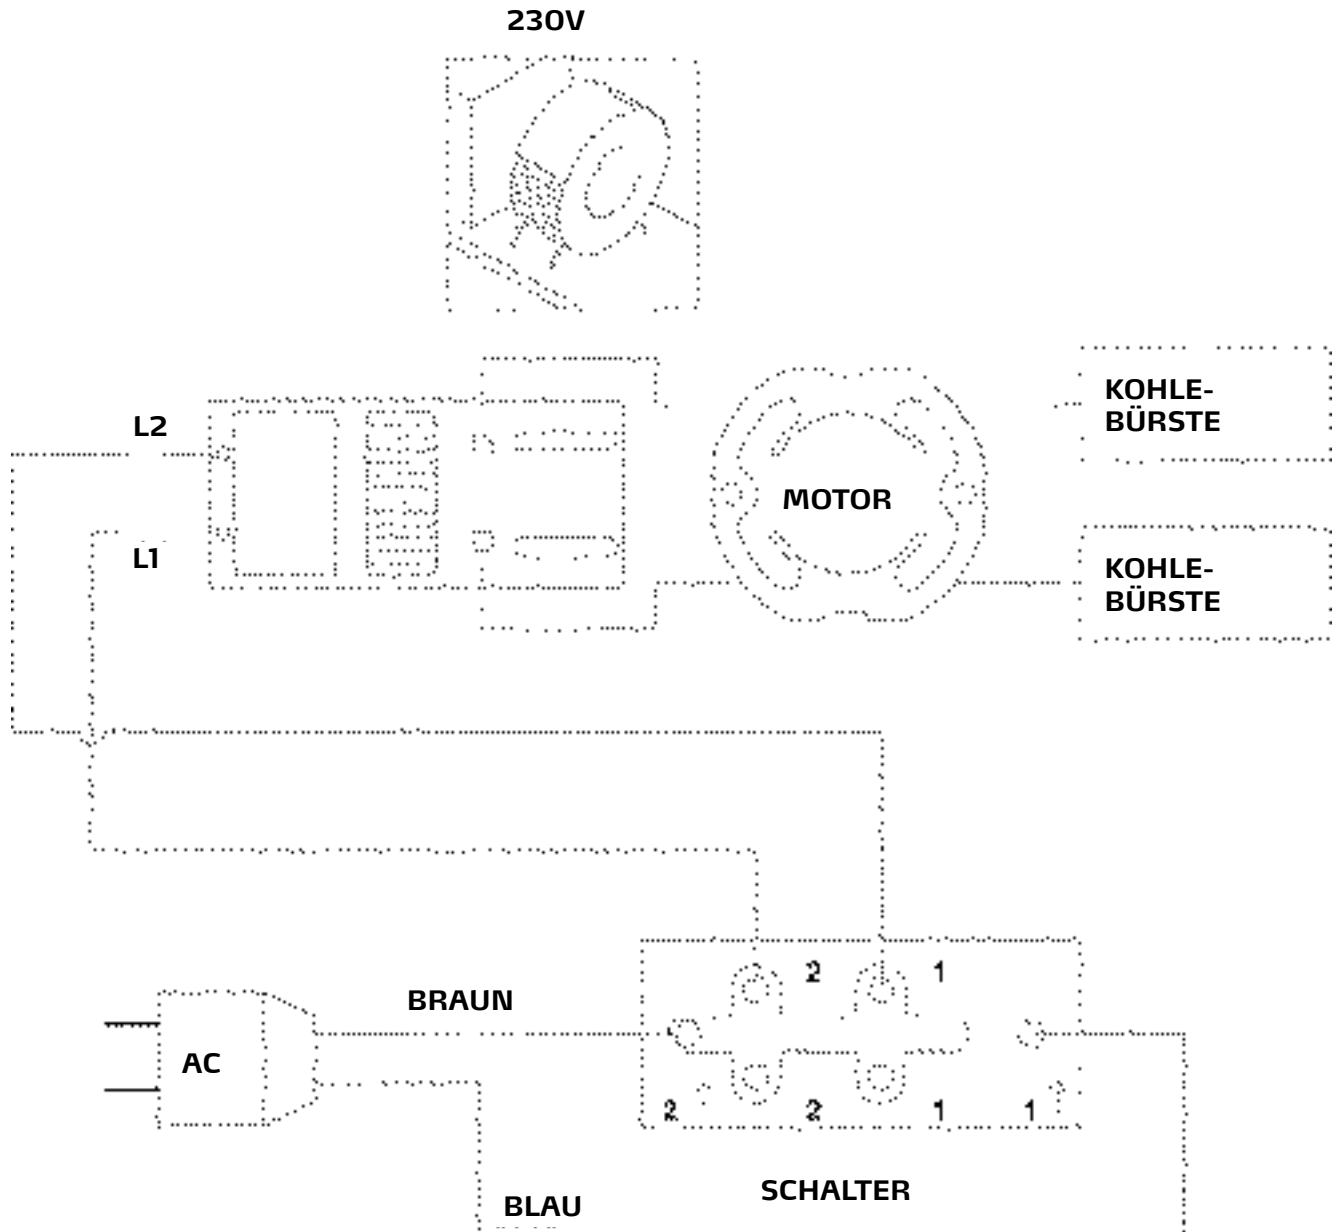 230V
L2
L1
MOTOR
KOHLE-
BÜRSTE
KOHLE-
BÜRSTE
2 1
BRAUN
AC
2 2 1 1
SCHALTER
BLAU